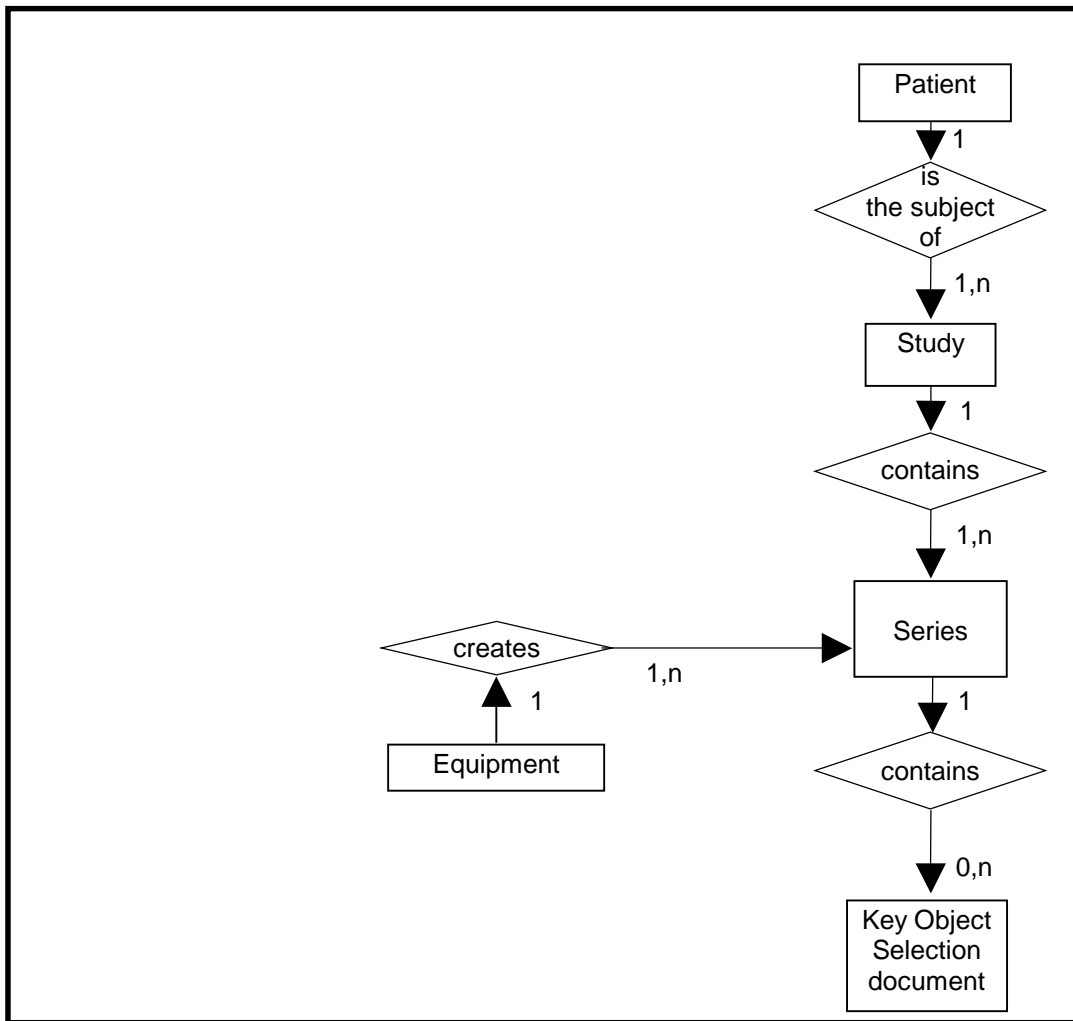 Patient
1
is
the subject
of
1,n
Study
1
contains
1,n
Series
creates
1,n
1
1
Equipment
contains
0,n
Key Object
Selection
document